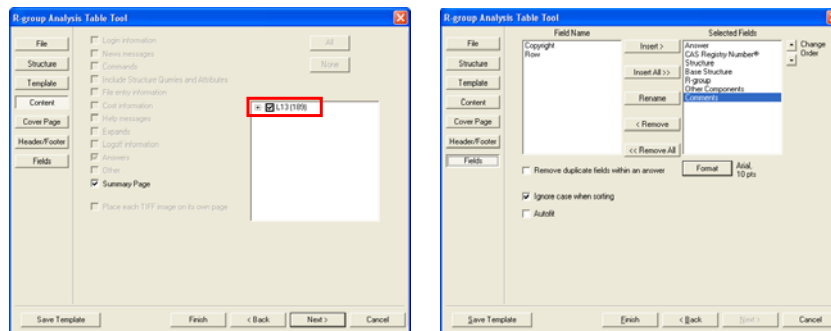 R-group Analysis Table Tool
File
Structure
Template
Content
Cover Page
Header/Footer
Fields
Login information
News messages
Commands
Include Structure Queries and Attributes
File entry information
Cost information
Help messages
Expands
Logoff information
Answers
Other
Summary Page
Place each TIFF image on its own page
All
None
L13 (189)
Save Template
Finish
< Back
Next >
Cancel
R-group Analysis Table Tool
File
Structure
Template
Content
Cover Page
Header/Footer
Fields
Field Name
Copyright
Row
Insert >
Insert All >>
Rename
< Remove
<< Remove All
Selected Fields
Answer
CAS Registry Number®
Structure
Base Structure
R-group
Other Components
Comments
Change
Order
Remove duplicate fields within an answer
Format
Arial,
10 pts
Ignore case when sorting
Autofit
Save Template
Finish
< Back
Next >
Cancel